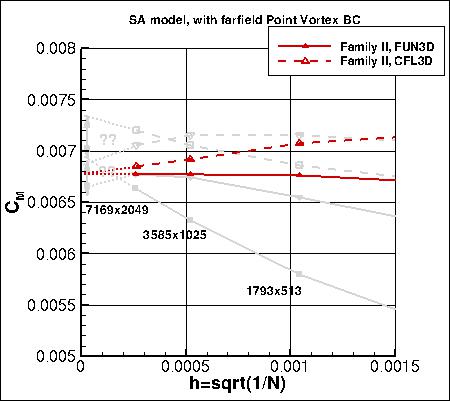 SA model, with farfield Point Vortex BC
Family II, FUN3D
Family II, CFL3D
0.008
0.0075
??
0.007
??
0.0065
7169x2049
3585x1025
0.006
1793x513
0.0055
0.005
CM
0
0.0005
0.001
0.0015
h=sqrt(1/N)